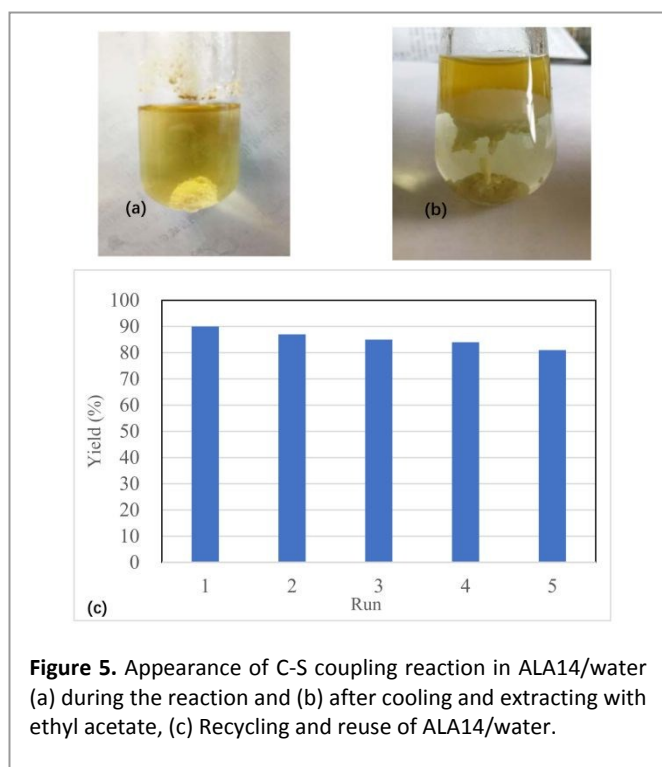 (a)
(b)
100
90
80
70
60
50
40
30
20
10
0
Yield (%)
1 2 3 4 5
Run
(c)
Figure 5. Appearance of C-S coupling reaction in ALA14/water
(a) during the reaction and (b) after cooling and extracting with
ethyl acetate, (c) Recycling and reuse of ALA14/water.